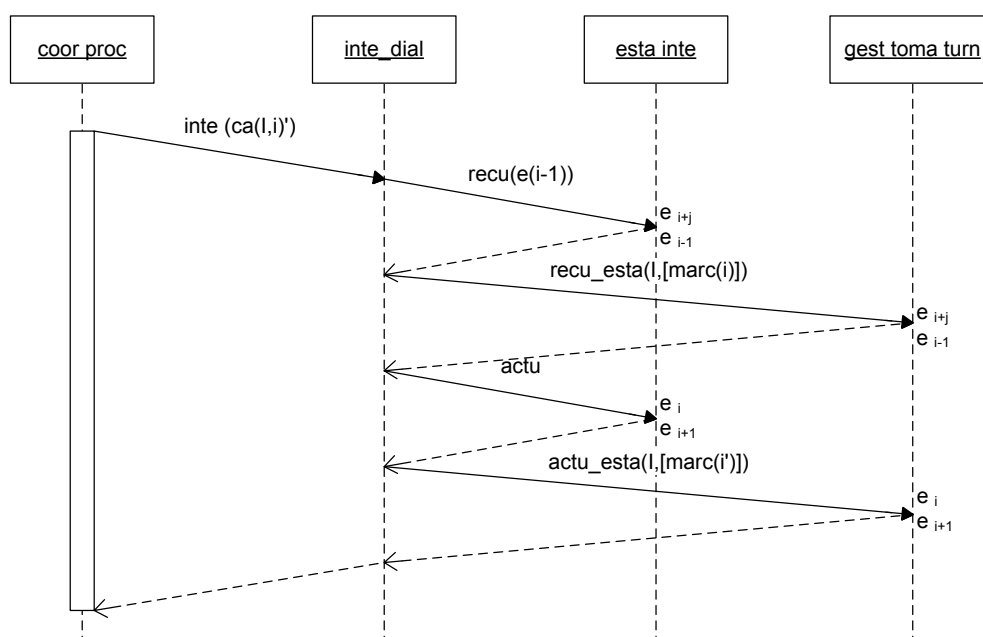 coor proc inte_dial esta inte gest toma turn
inte (ca(I,i)')
recu(e(i-1))
e i+j
e i-1
recu_esta(I,[marc(i)])
e i+j
e i-1
actu
e i
e i+1
actu_esta(I,[marc(i')])
e i
e i+1